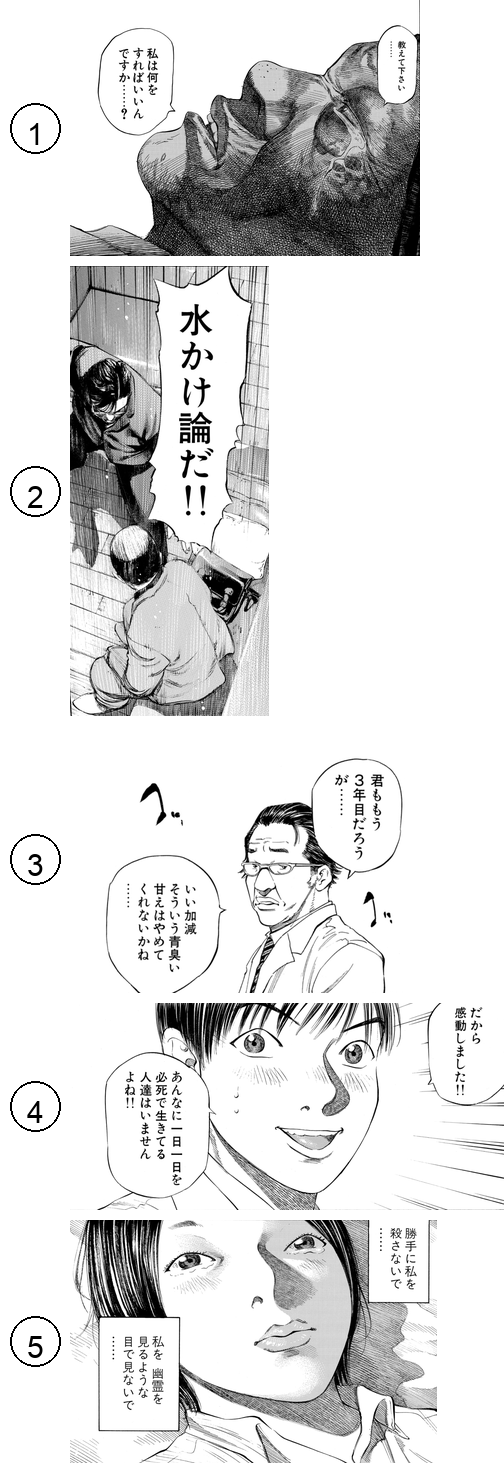 1
教えて下さい
……
私は何を
すればいいん
ですか……？
2
水かけ論だ!!
3
君ももう
3年目だろう
が……
いい加減
そういう青臭い
甘えはやめて
くれないかね
……
4
だから
感動しました!!
あんなに一日一日を
必死で生きてる
人達はいません
よね!!
5
勝手に私を
殺さないで
……
私を 幽霊を
見るような
目で見ないで
……